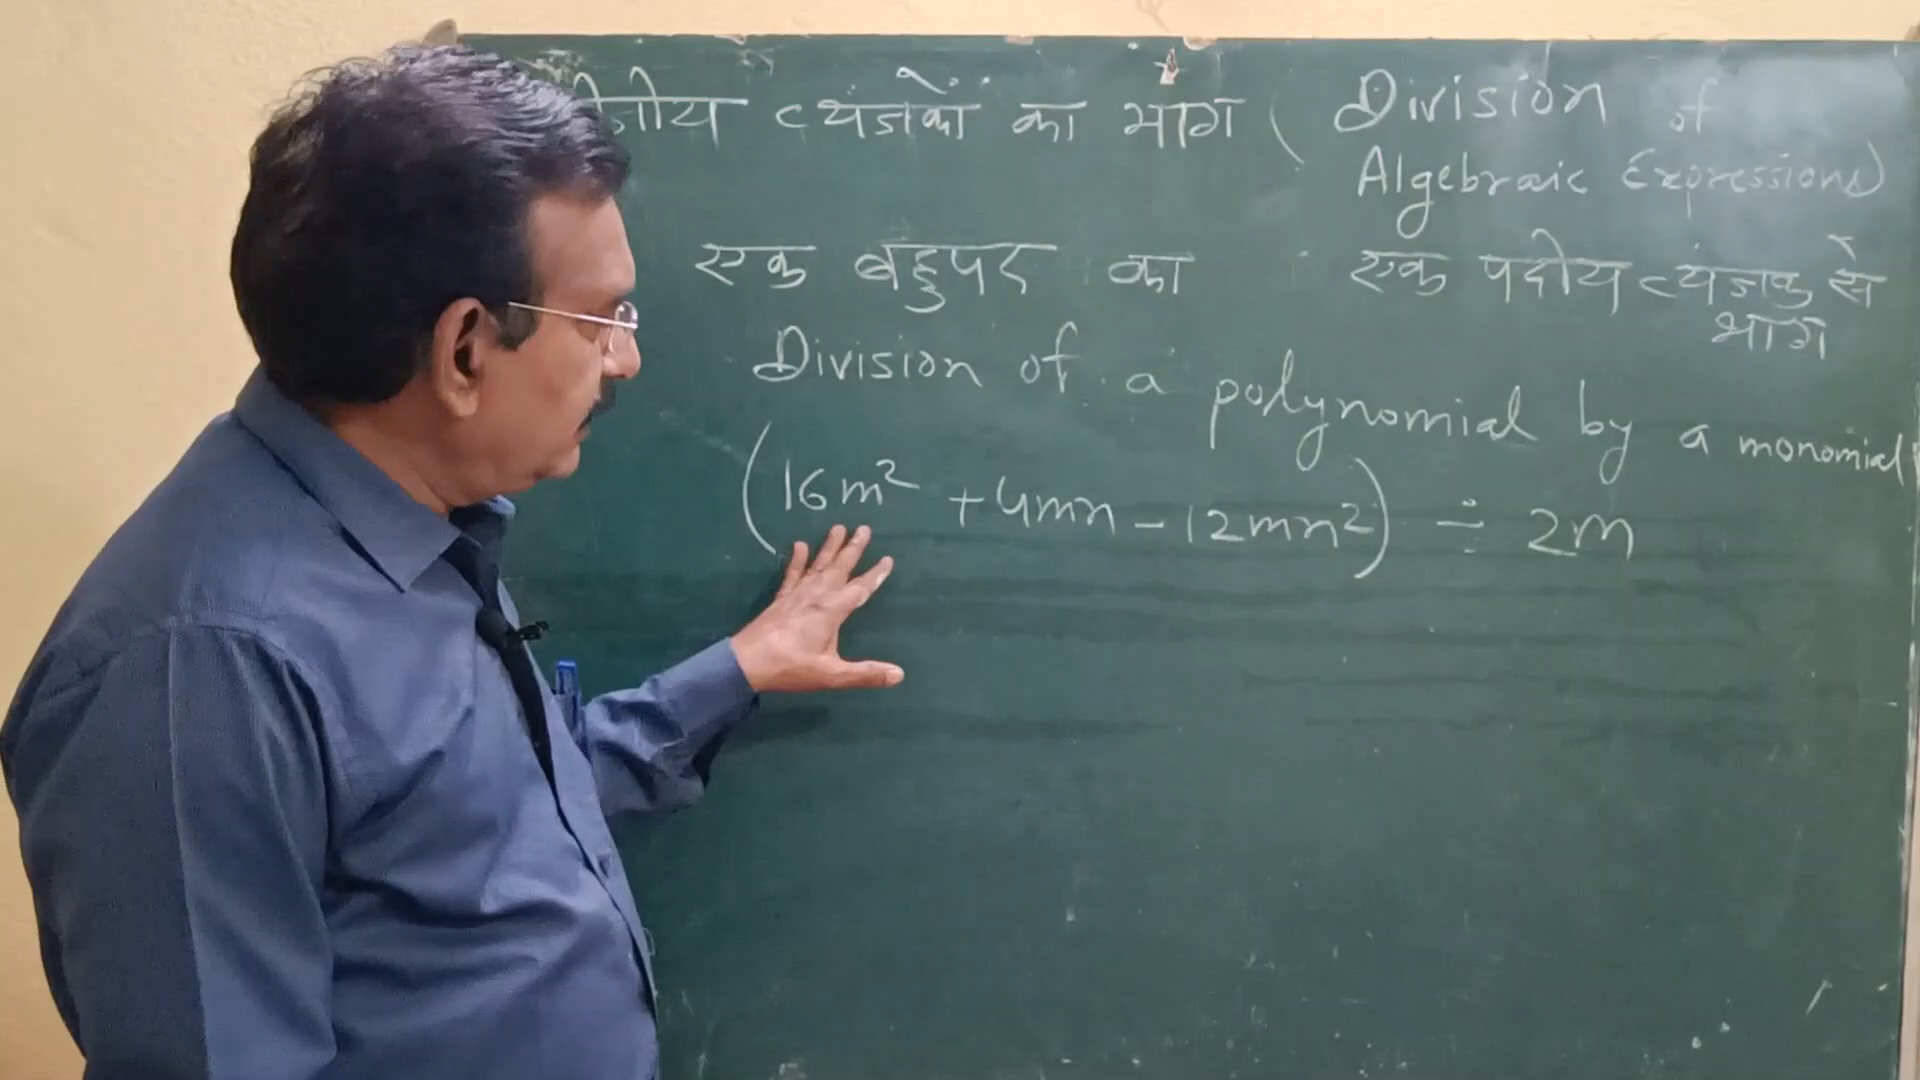 व्यंजकों का भाग ( Division of
Algebraic Expressions)
एक बहुपद का एक पदीय व्यंजक से
भाग
Division of a polynomial by a monomial
(16m² + 4mn - 12mn²) ÷ 2m